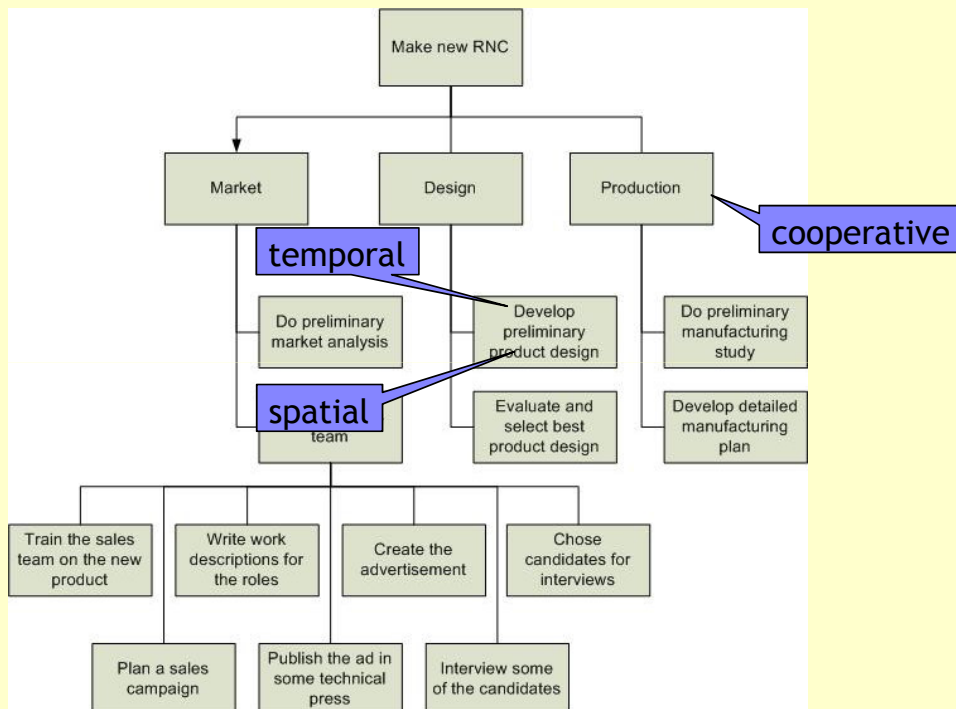 Make new RNC
Market
Design
Production
cooperative
temporal
Do preliminary
market analysis
Develop
preliminary
product design
Do preliminary
manufacturing
study
spatial
team
Evaluate and
select best
product design
Develop detailed
manufacturing
plan
Train the sales
team on the new
product
Write work
descriptions for
the roles
Create the
advertisement
Chose
candidates for
interviews
Plan a sales
campaign
Publish the ad in
some technical
press
Interview some
of the candidates